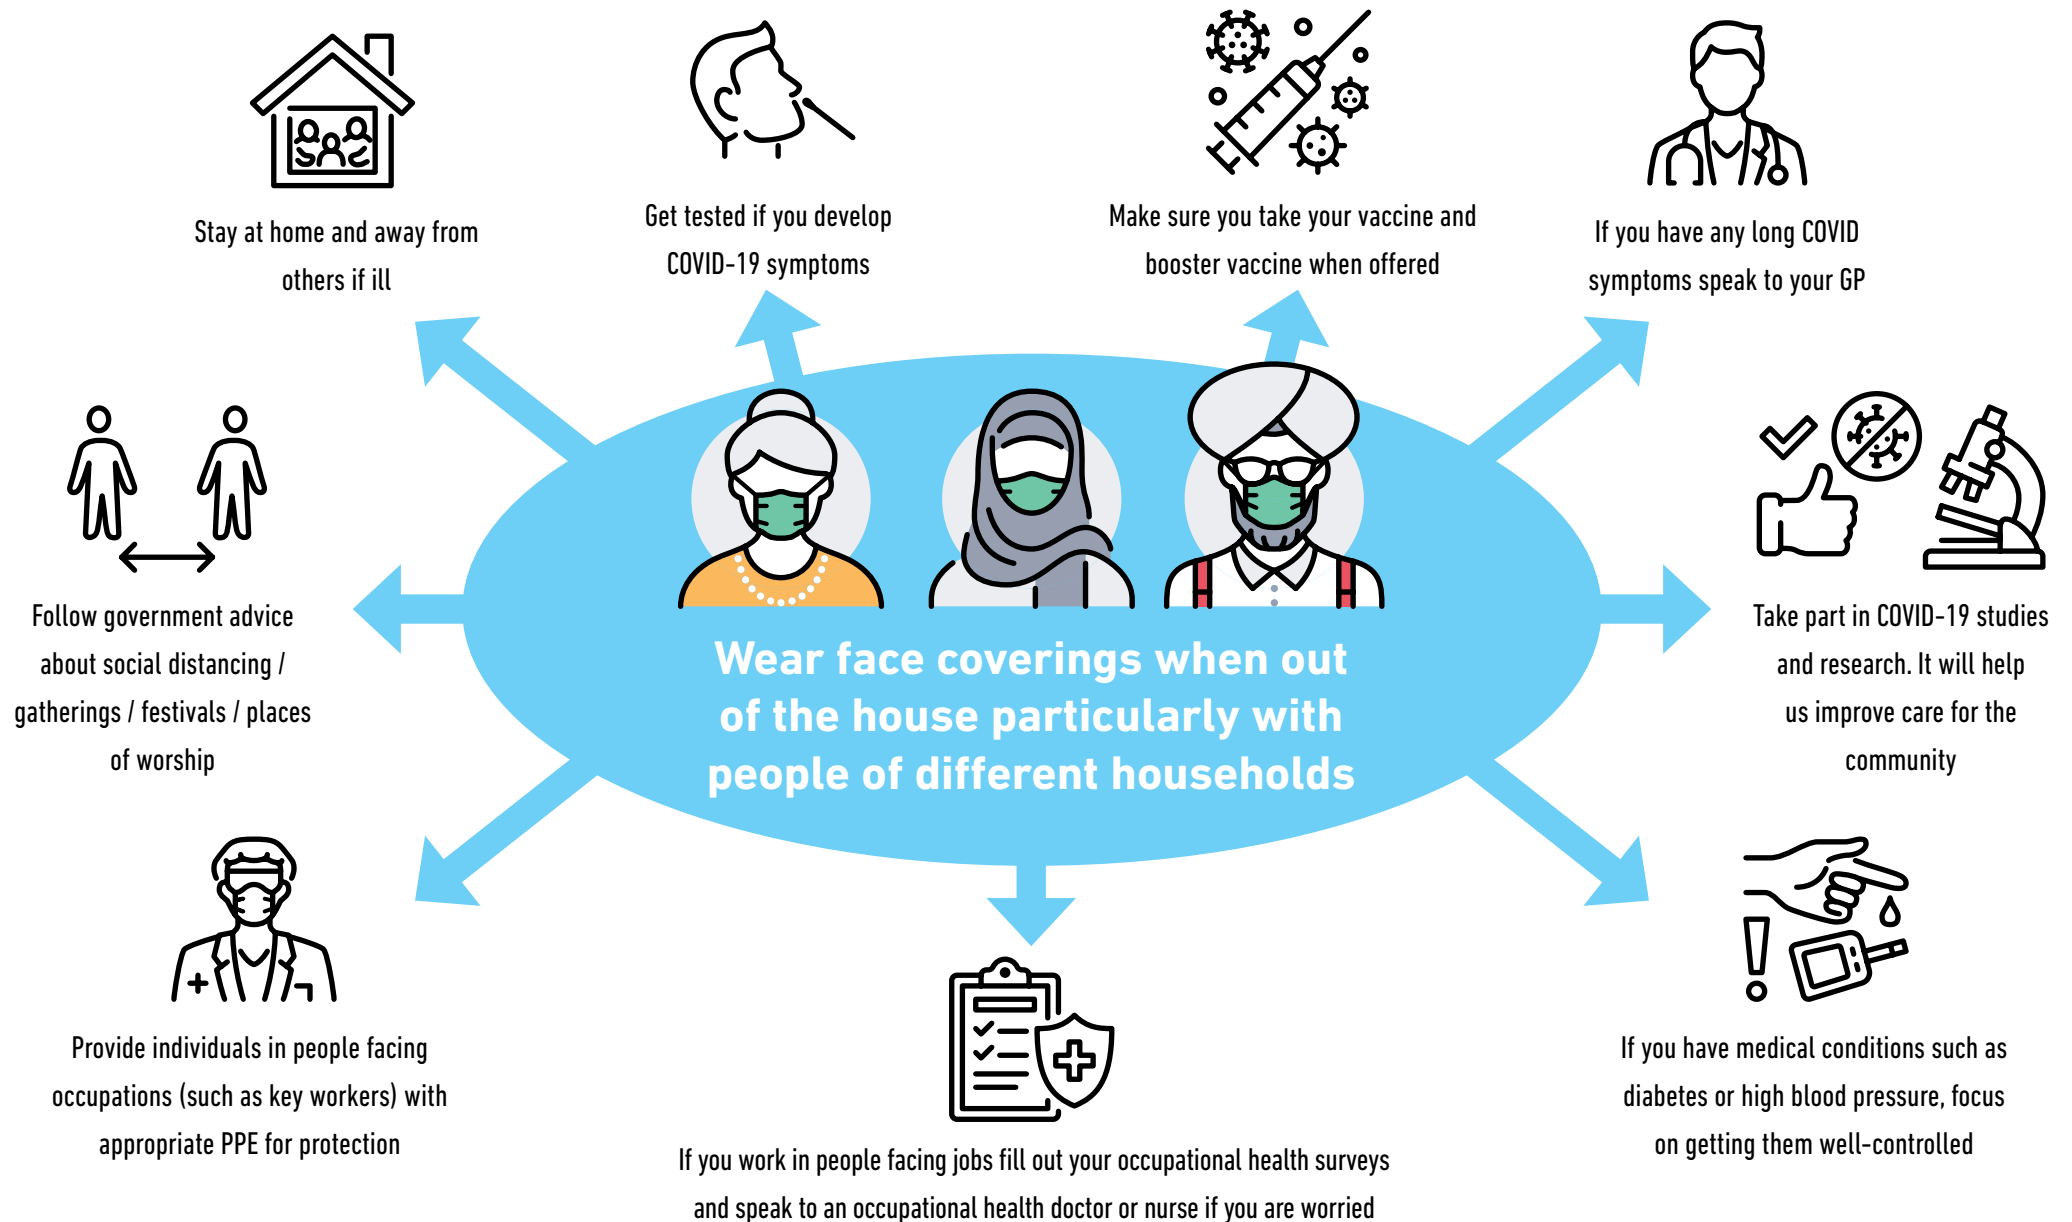 Stay at home and away from
others if ill
Get tested if you develop
COVID-19 symptoms
Make sure you take your vaccine and
booster vaccine when offered
If you have any long COVID
symptoms speak to your GP
Follow government advice
about social distancing /
gatherings / festivals / places
of worship
Wear face coverings when out
of the house particularly with
people of different households
Take part in COVID-19 studies
and research. It will help
us improve care for the
community
Provide individuals in people facing
occupations (such as key workers) with
appropriate PPE for protection
If you work in people facing jobs fill out your occupational health surveys
and speak to an occupational health doctor or nurse if you are worried
If you have medical conditions such as
diabetes or high blood pressure, focus
on getting them well-controlled